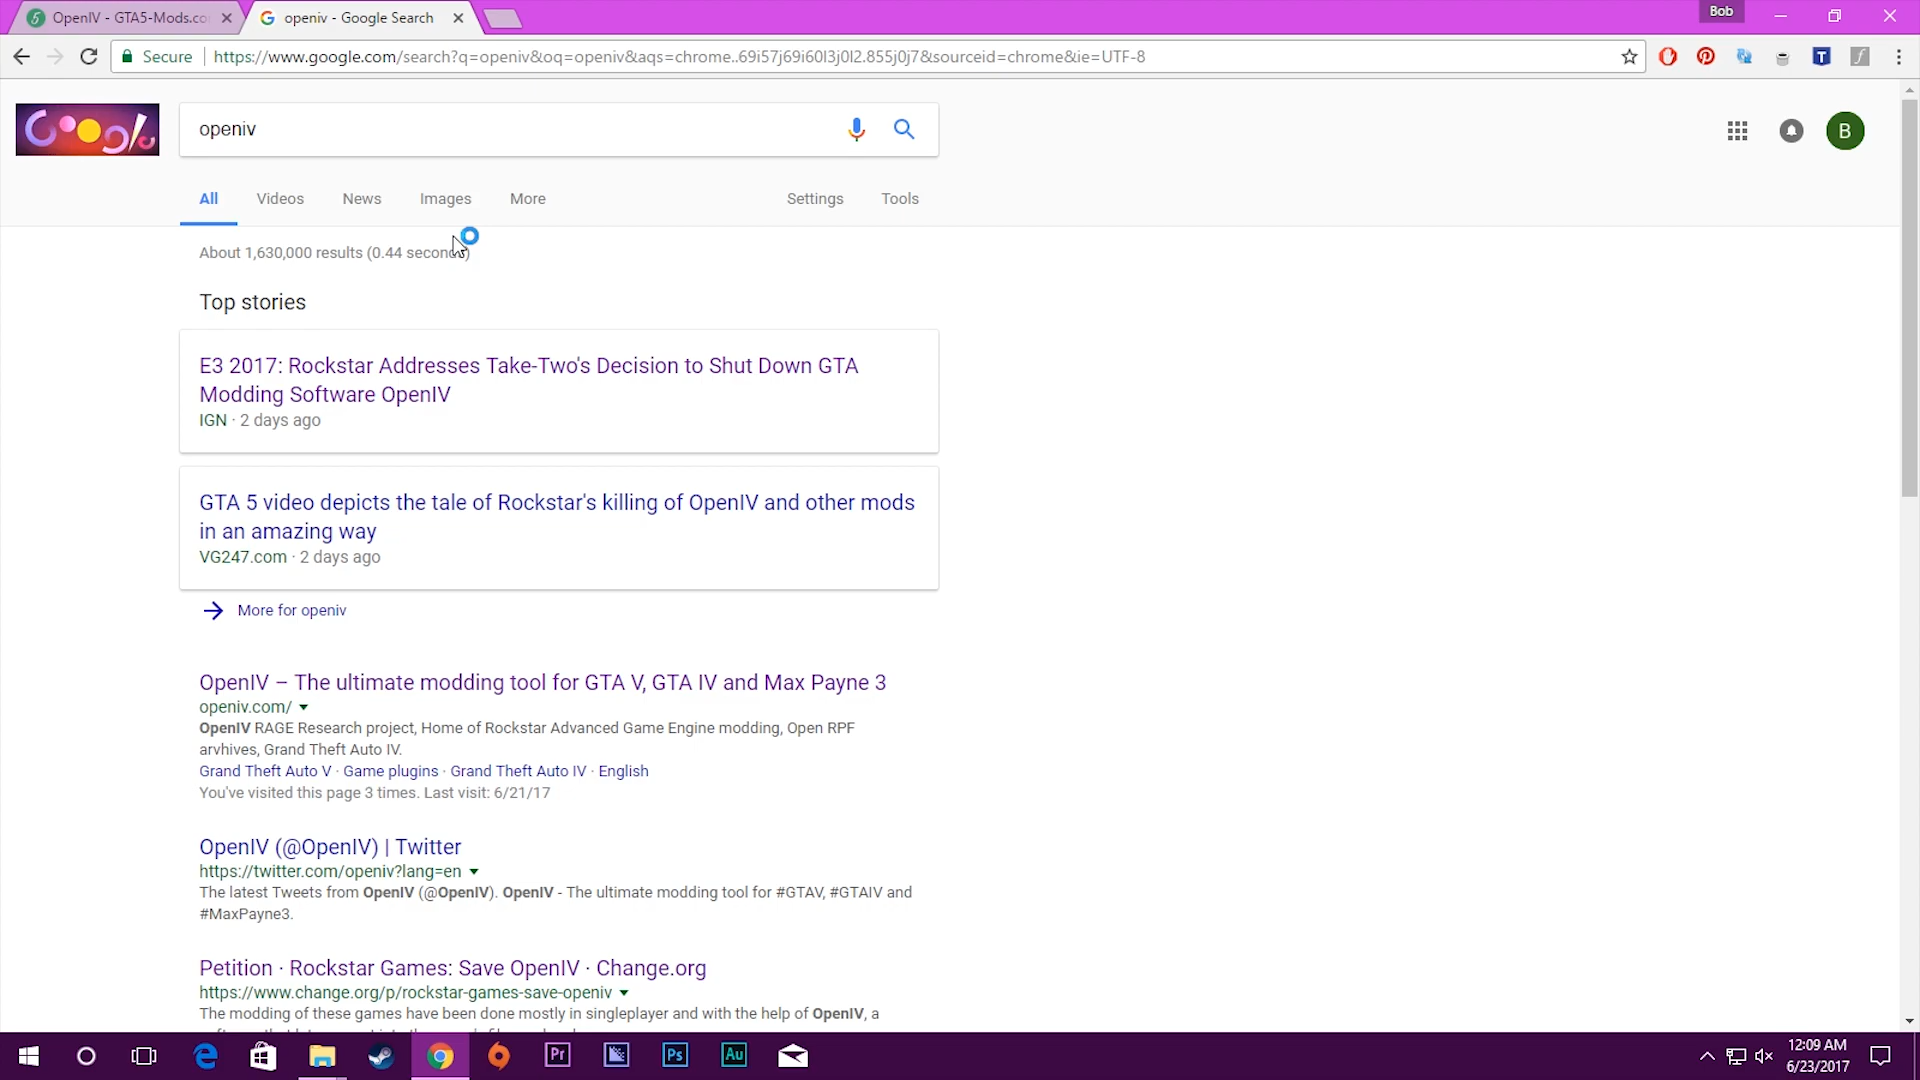 OpenIV - GTA5-Mods.co
openiv - Google Search
Bob
Secure
https://www.google.com/search?q=openiv&oq=openiv&aqs=chrome..69i57j69i60l3j0l2.855j0j7&sourceid=chrome&ie=UTF-8
openiv
B
All
Videos
News
Images
More
Settings
Tools
About 1,630,000 results (0.44 seconds)
Top stories
E3 2017: Rockstar Addresses Take-Two's Decision to Shut Down GTA
Modding Software OpenIV
IGN · 2 days ago
GTA 5 video depicts the tale of Rockstar's killing of OpenIV and other mods
in an amazing way
VG247.com · 2 days ago
More for openiv
OpenIV – The ultimate modding tool for GTA V, GTA IV and Max Payne 3
openiv.com/
OpenIV RAGE Research project, Home of Rockstar Advanced Game Engine modding, Open RPF
arvhives, Grand Theft Auto IV.
Grand Theft Auto V · Game plugins · Grand Theft Auto IV · English
You've visited this page 3 times. Last visit: 6/21/17
OpenIV (@OpenIV) | Twitter
https://twitter.com/openiv?lang=en
The latest Tweets from OpenIV (@OpenIV). OpenIV - The ultimate modding tool for #GTAV, #GTAIV and
#MaxPayne3.
Petition · Rockstar Games: Save OpenIV · Change.org
https://www.change.org/p/rockstar-games-save-openiv
The modding of these games have been done mostly in singleplayer and with the help of OpenIV, a
Pr
Ps
Au
12:09 AM
6/23/2017